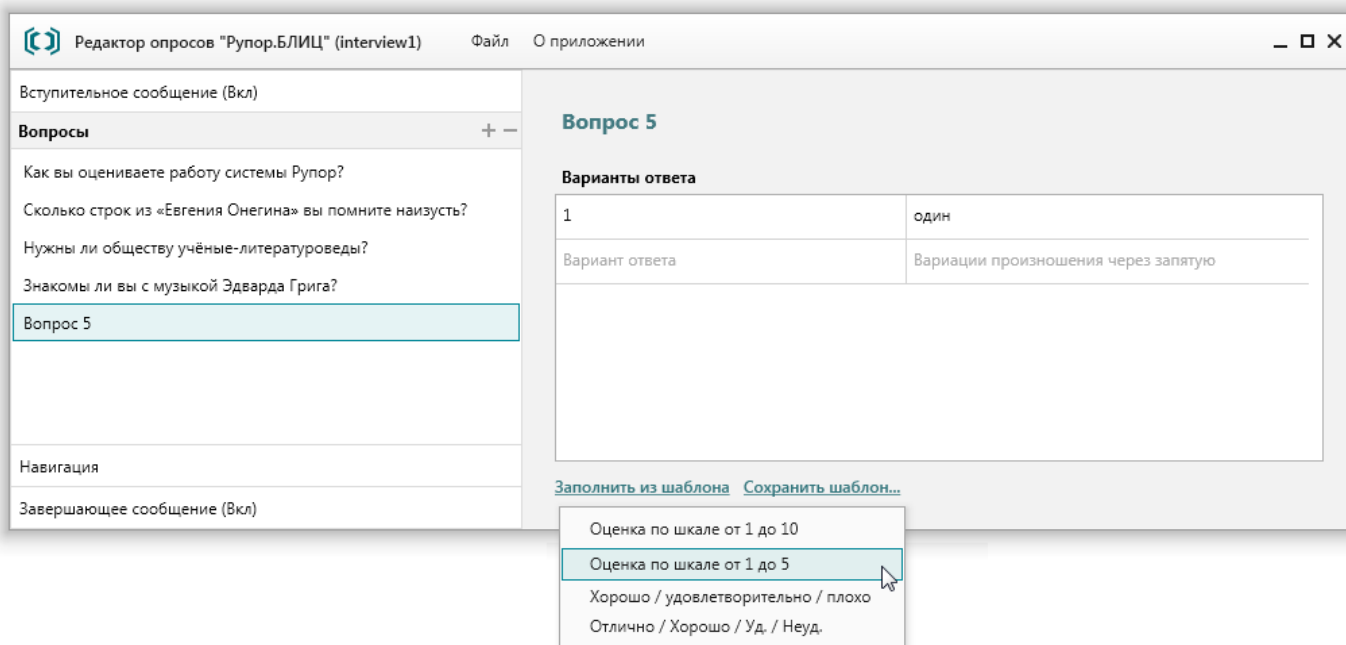 Редактор опросов "Рупор.БЛИЦ" (interview1) Файл О приложении
Вступительное сообщение (Вкл)
Вопросы
Как вы оцениваете работу системы Рупор?
Сколько строк из «Евгения Онегина» вы помните наизусть?
Нужны ли обществу учёные-литературоведы?
Знакомы ли вы с музыкой Эдварда Грига?
Вопрос 5
Навигация
Завершающее сообщение (Вкл)
Вопрос 5
Варианты ответа
1 один
Вариант ответа Вариации произношения через запятую
Заполнить из шаблона Сохранить шаблон...
Оценка по шкале от 1 до 10
Оценка по шкале от 1 до 5
Хорошо / удовлетворительно / плохо
Отлично / Хорошо / Уд. / Неуд.